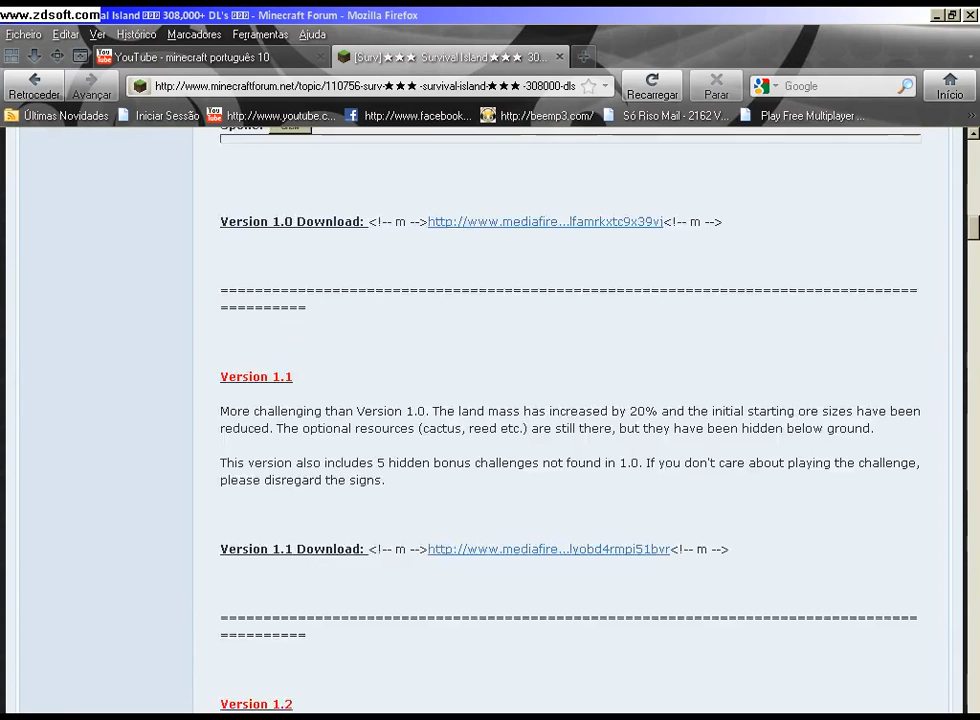 www.zdsoft.com
al Island 308,000+ DL's - Minecraft Forum - Mozilla Firefox
Ficheiro Editar Ver Histórico Marcadores Ferramentas Ajuda
YouTube - minecraft português 10
[Surv]★★★ Survival Island★★★ 30...
Retroceder Avançar
http://www.minecraftforum.net/topic/110756-surv-★★★-survival-island-★★★-308000-dls
Recarregar Parar
Google
Início
Últimas Novidades Iniciar Sessão http://www.youtube.c... http://www.facebook... http://beemp3.com/ Só Riso Mail - 2162 V... Play Free Multiplayer ...
Version 1.0 Download: <!-- m -->http://www.mediafire...lfamrkxtc9x39vj<!-- m -->
=================================================================================
==========
Version 1.1
More challenging than Version 1.0. The land mass has increased by 20% and the initial starting ore sizes have been
reduced. The optional resources (cactus, reed etc.) are still there, but they have been hidden below ground.
This version also includes 5 hidden bonus challenges not found in 1.0. If you don't care about playing the challenge,
please disregard the signs.
Version 1.1 Download: <!-- m -->http://www.mediafire...lyobd4rmpi51bvr<!-- m -->
=================================================================================
==========
Version 1.2